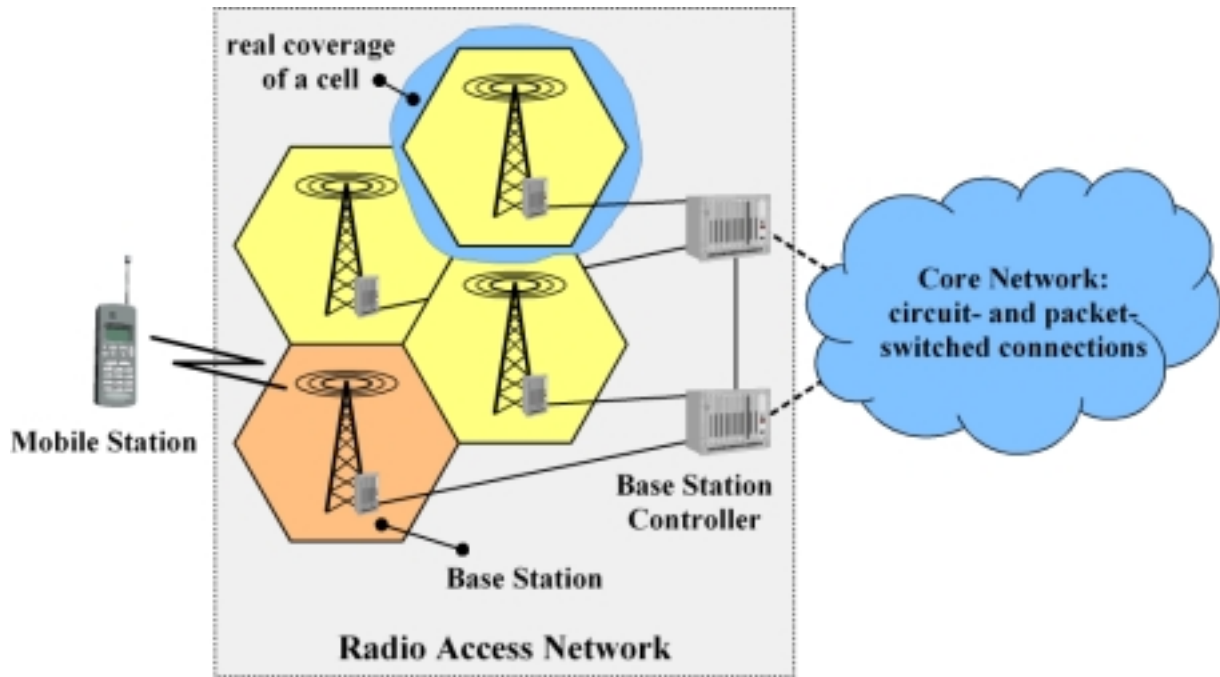 real coverage
of a cell
Core Network:
circuit- and packet-
switched connections
Mobile Station
Base Station
Controller
Base Station
Radio Access Network